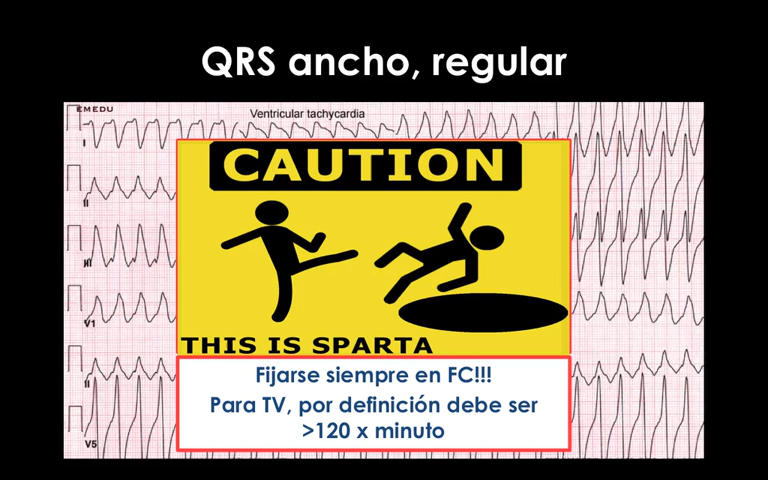 QRS ancho, regular
EMEDU
Ventricular tachycardia
I
CAUTION
II
III
V1
THIS IS SPARTA
II
Fijarse siempre en FC!!!
Para TV, por definición debe ser
>120 x minuto
V5